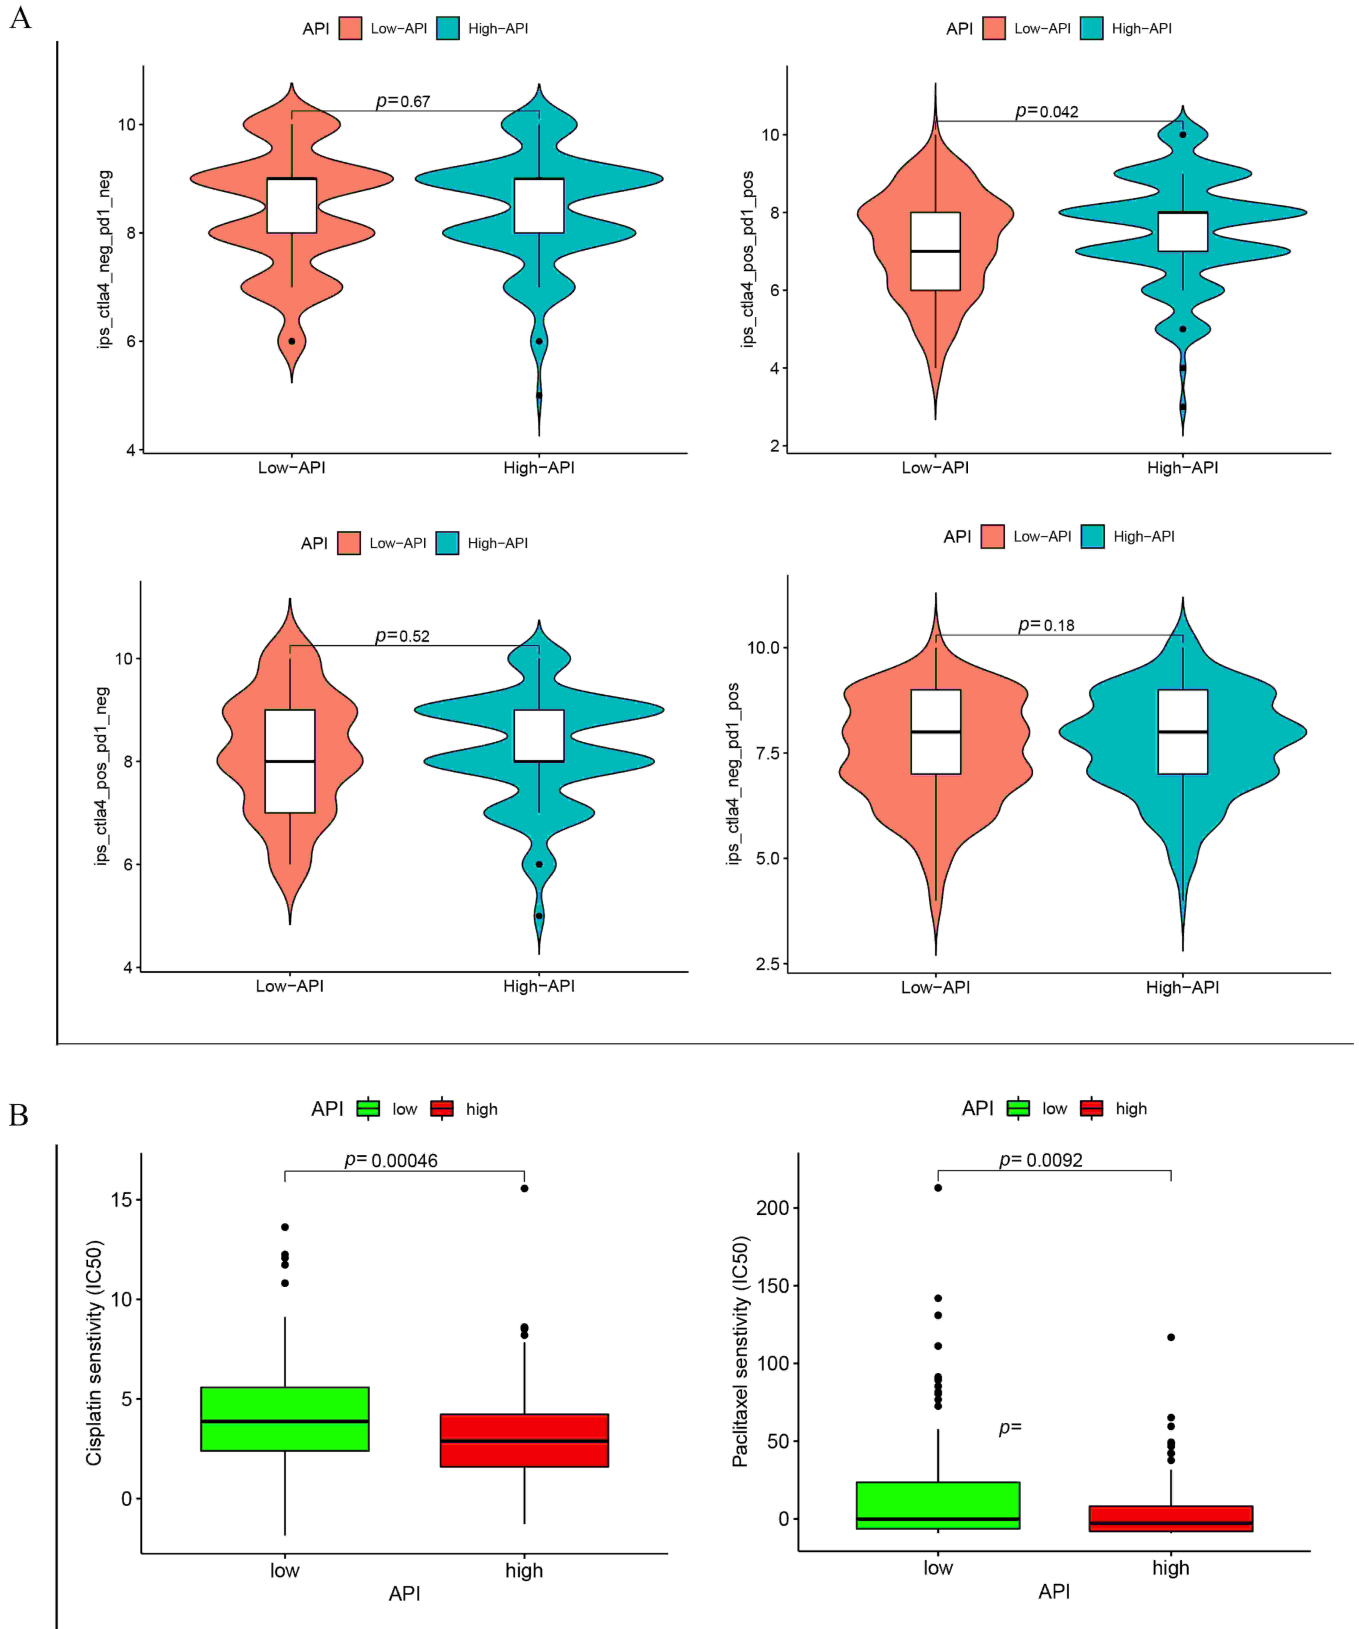 A
API Low-API High-API
ips_ctla4_neg_pd1_neg
10
8
6
4
p=0.67
Low-API High-API
API Low-API High-API
ips_ctla4_pos_pd1_pos
10
8
6
4
2
p=0.042
Low-API High-API
API Low-API High-API
ips_ctla4_pos_pd1_neg
10
8
6
4
p=0.52
Low-API High-API
API Low-API High-API
ips_ctla4_neg_pd1_pos
10.0
7.5
5.0
2.5
p= 0.18
Low-API High-API
B
API low high
Cisplatin senstivity (IC50)
15
10
5
0
p= 0.00046
low high
API
API low high
Paclitaxel senstivity (IC50)
200
150
100
50
0
p= 0.0092
p=
low high
API